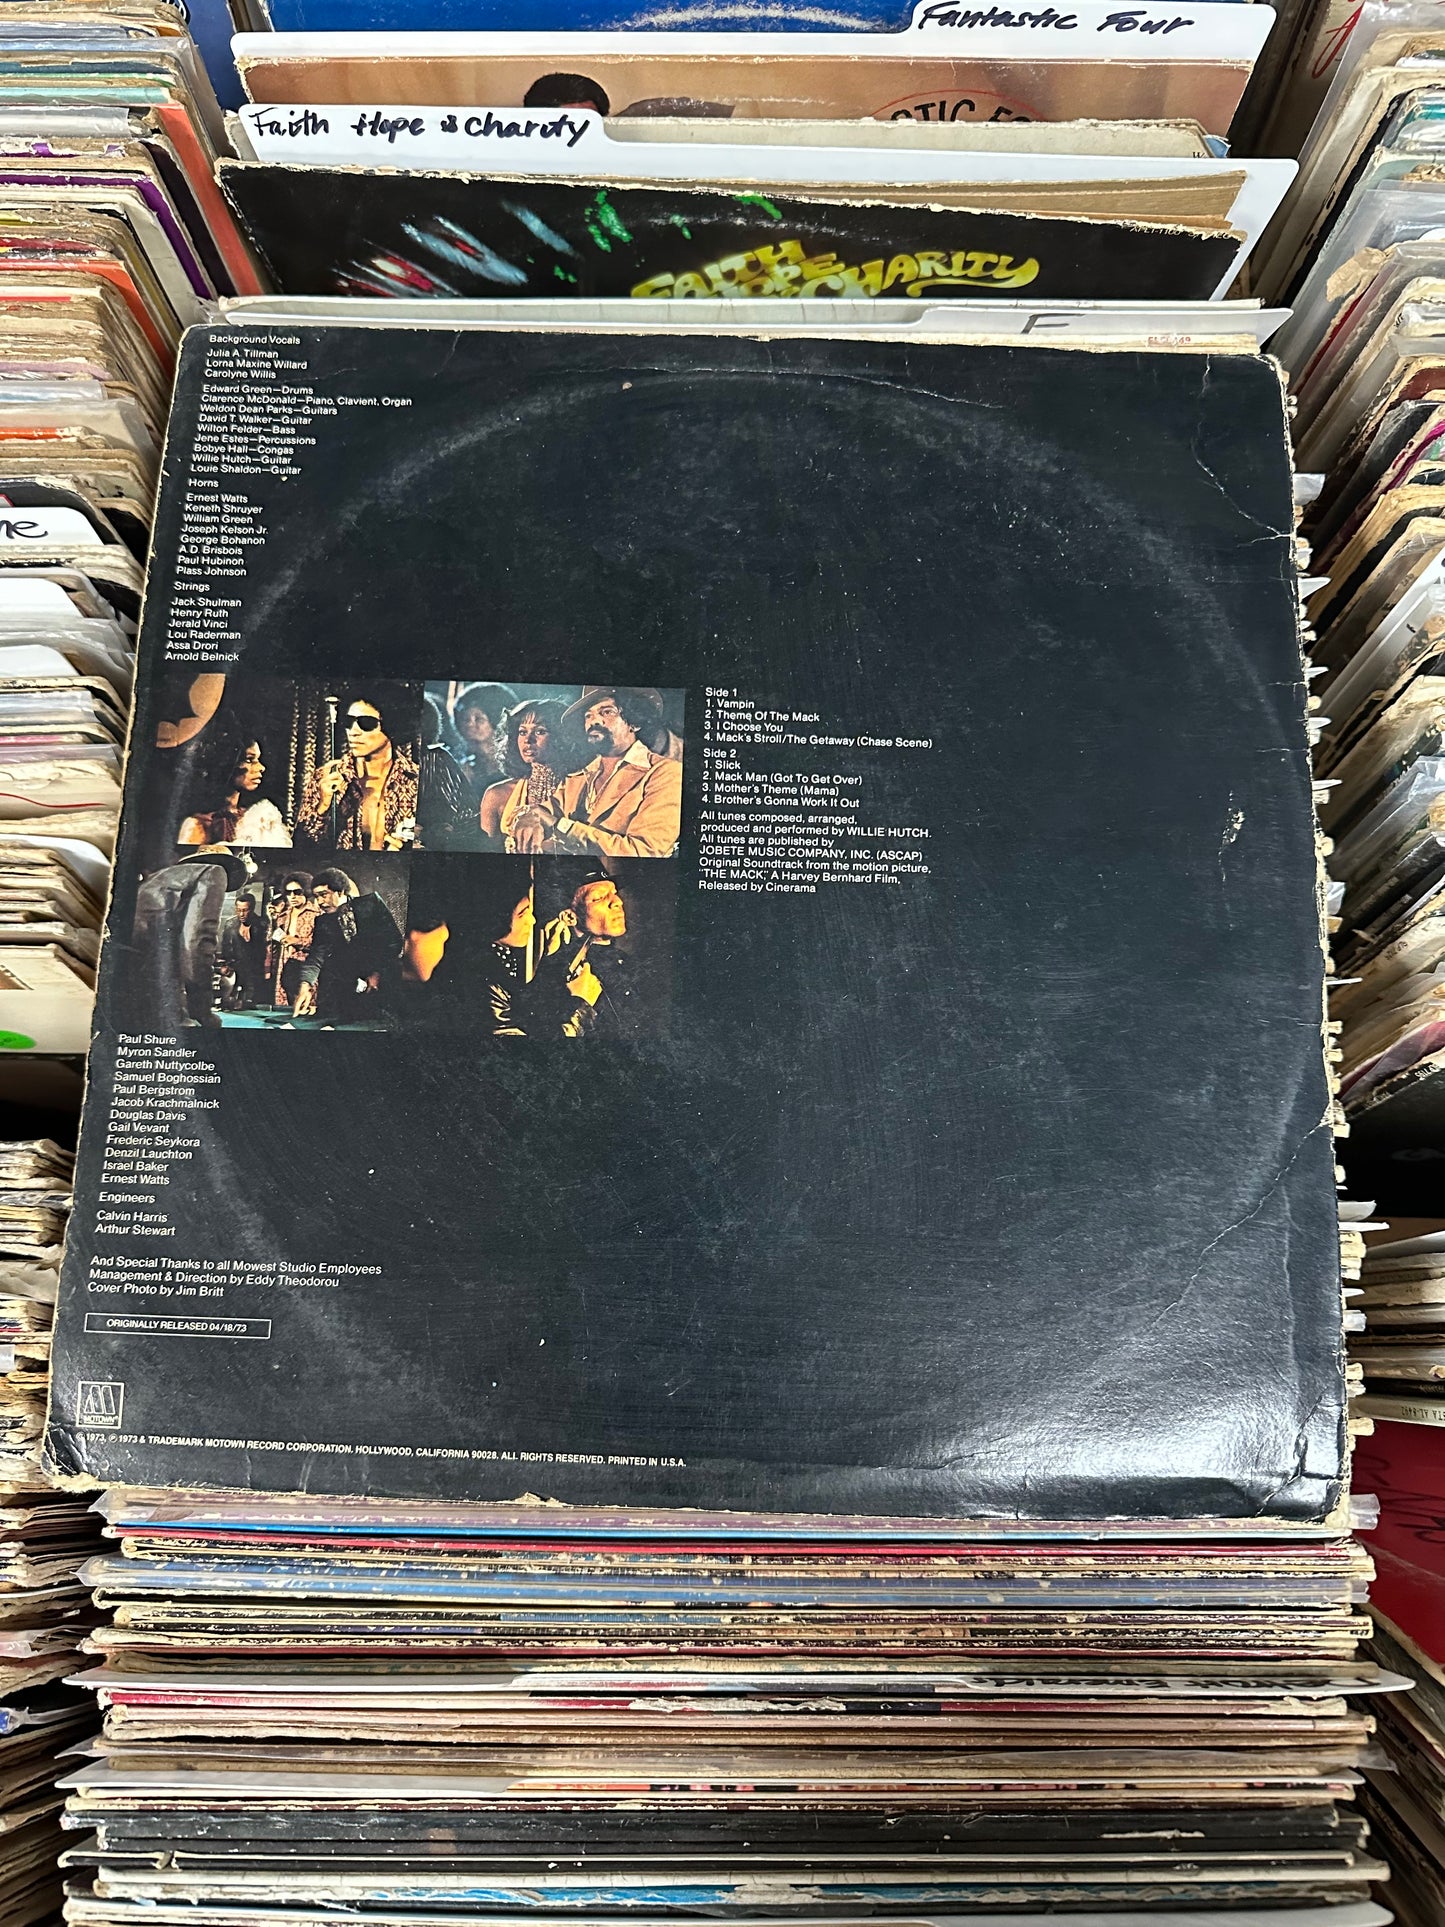 Fantastic Four
Faith Hope & Charity
FAITH
HOPE
& CHARITY
F
Background Vocals
Julia A. Tillman
Lorna Maxine Willard
Carolyne Willis
Edward Green—Drums
Clarence McDonald—Piano, Clavient, Organ
Weldon Dean Parks—Guitars
David T. Walker—Guitar
Wilton Felder—Bass
Jene Estes—Percussions
Bobye Hall—Congas
Willie Hutch—Guitar
Louie Shaldon—Guitar
Horns
Ernest Watts
Keneth Shruyer
William Green
Joseph Kelson Jr.
George Bohanon
A.D. Brisbois
Paul Hubinon
Plass Johnson
Strings
Jack Shulman
Henry Ruth
Jerald Vinci
Lou Raderman
Assa Drori
Arnold Belnick
Side 1
1. Vampin
2. Theme Of The Mack
3. I Choose You
4. Mack's Stroll/The Getaway (Chase Scene)
Side 2
1. Slick
2. Mack Man (Got To Get Over)
3. Mother's Theme (Mama)
4. Brother's Gonna Work It Out
All tunes composed, arranged,
produced and performed by WILLIE HUTCH.
All tunes are published by
JOBETE MUSIC COMPANY, INC. (ASCAP)
Original Soundtrack from the motion picture,
"THE MACK," A Harvey Bernhard Film,
Released by Cinerama
Paul Shure
Myron Sandler
Gareth Nuttycolbe
Samuel Boghossian
Paul Bergstrom
Jacob Krachmalnick
Douglas Davis
Gail Vevant
Frederic Seykora
Denzil Lauchton
Israel Baker
Ernest Watts
Engineers
Calvin Harris
Arthur Stewart
And Special Thanks to all Mowest Studio Employees
Management & Direction by Eddy Theodorou
Cover Photo by Jim Britt
ORIGINALLY RELEASED 04/18/73
MOTOWN®
© 1973, ℗ 1973 & TRADEMARK MOTOWN RECORD CORPORATION. HOLLYWOOD, CALIFORNIA 90028. ALL RIGHTS RESERVED. PRINTED IN U.S.A.